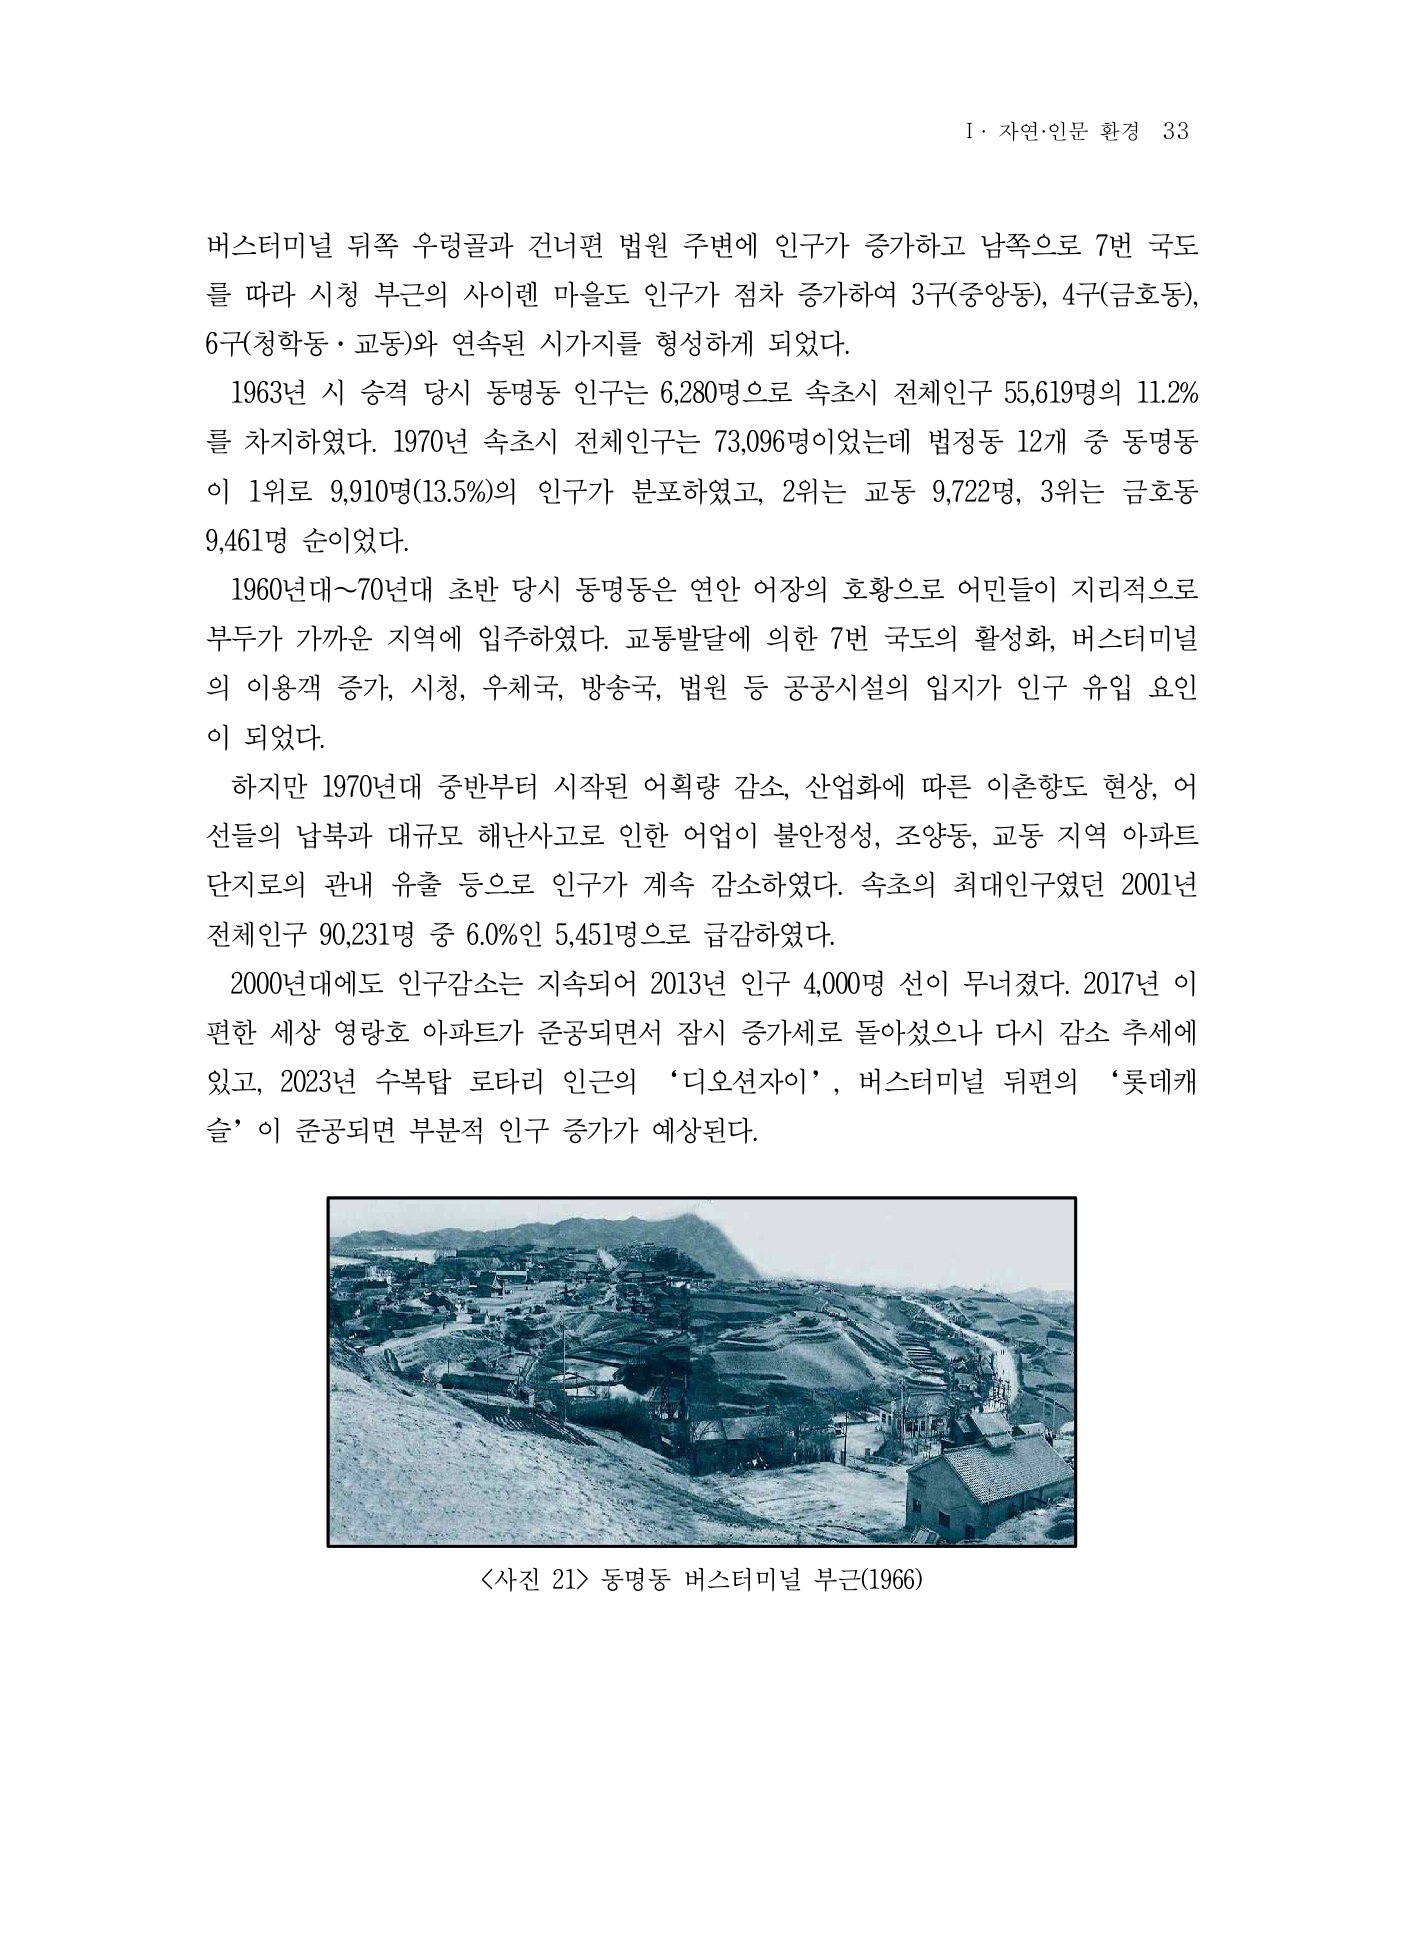 I· 자연·인문 환경 33
버스터미널 뒤쪽 우렁골과 건너편 법원 주변에 인구가 증가하고 남쪽으로 7번 국도
를 따라 시청 부근의 사이렌 마을도 인구가 점차 증가하여 3구(중앙동), 4구(금호동),
6구(청학동·교동)와 연속된 시가지를 형성하게 되었다.
1963년 시 승격 당시 동명동 인구는 6,280명으로 속초시 전체인구 55,619명의 11.2%
를 차지하였다. 1970년 속초시 전체인구는 73,096명이었는데 법정동 12개 중 동명동
이 1위로 9,910명(13.5%)의 인구가 분포하였고, 2위는 교동 9,722명, 3위는 금호동
9,461명 순이었다.
1960년대~70년대 초반 당시 동명동은 연안 어장의 호황으로 어민들이 지리적으로
부두가 가까운 지역에 입주하였다. 교통발달에 의한 7번 국도의 활성화, 버스터미널
의 이용객 증가, 시청, 우체국, 방송국, 법원 등 공공시설의 입지가 인구 유입 요인
이 되었다.
하지만 1970년대 중반부터 시작된 어획량 감소, 산업화에 따른 이촌향도 현상, 어
선들의 납북과 대규모 해난사고로 인한 어업이 불안정성, 조양동, 교동 지역 아파트
단지로의 관내 유출 등으로 인구가 계속 감소하였다. 속초의 최대인구였던 2001년
전체인구 90,231명 중 6.0%인 5,451명으로 급감하였다.
2000년대에도 인구감소는 지속되어 2013년 인구 4,000명 선이 무너졌다. 2017년 이
편한 세상 영랑호 아파트가 준공되면서 잠시 증가세로 돌아섰으나 다시 감소 추세에
있고, 2023년 수복탑 로타리 인근의 ‘디오션자이’, 버스터미널 뒤편의 ‘롯데캐
슬’이 준공되면 부분적 인구 증가가 예상된다.
<사진 21> 동명동 버스터미널 부근(1966)